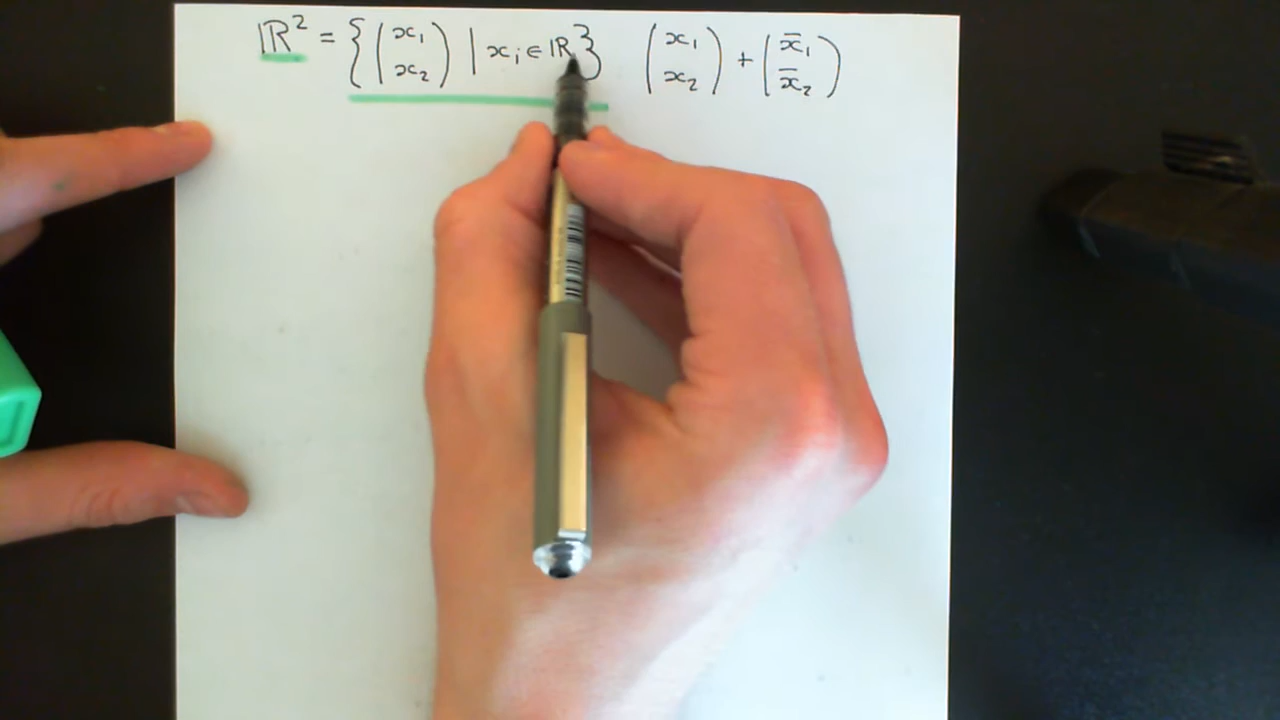 ℝ² = { (x₁ x₂) | xᵢ ∈ ℝ } (x₁ x₂) + (x̄₁ x̄₂)